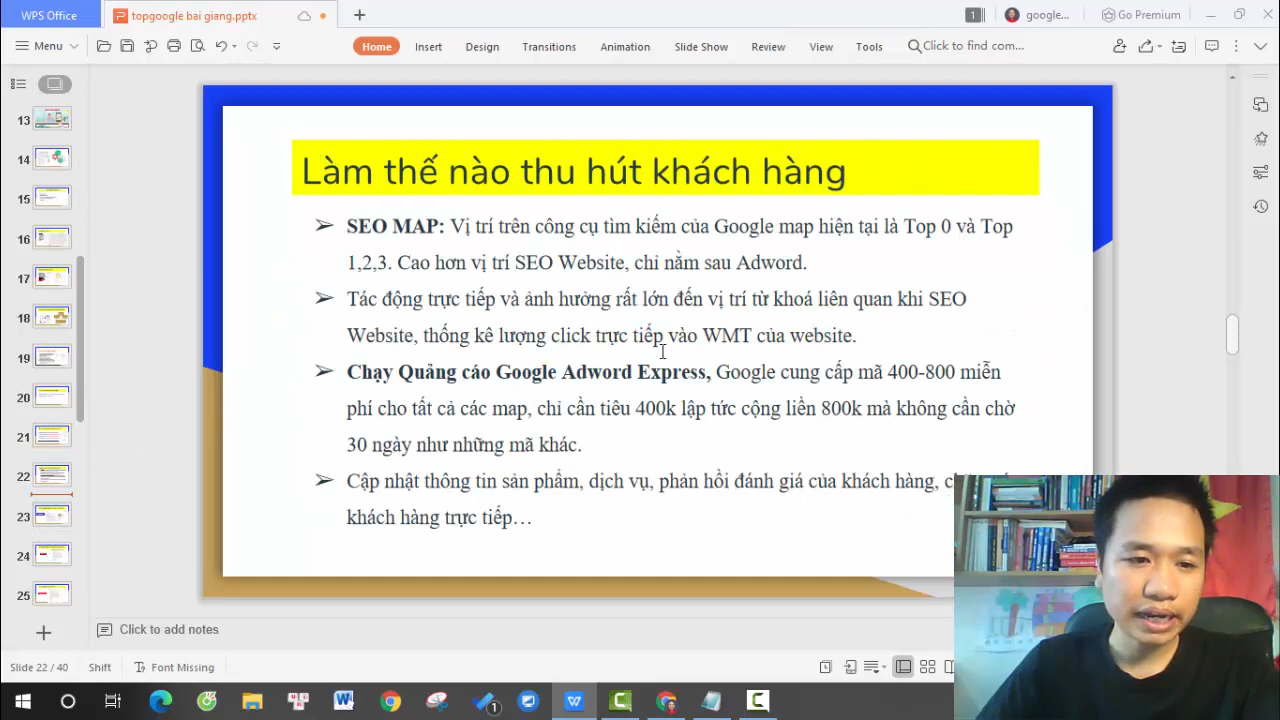 WPS Office
topgoogle bai giang.pptx
1
google...
Go Premium
Menu
Home
Insert
Design
Transitions
Animation
Slide Show
Review
View
Tools
Click to find com...
13
14
15
16
17
18
19
20
21
22
23
24
25
Làm thế nào thu hút khách hàng
➢ SEO MAP: Vị trí trên công cụ tìm kiếm của Google map hiện tại là Top 0 và Top
1,2,3. Cao hơn vị trí SEO Website, chỉ nằm sau Adword.
➢ Tác động trực tiếp và ảnh hưởng rất lớn đến vị trí từ khoá liên quan khi SEO
Website, thống kê lượng click trực tiếp vào WMT của website.
➢ Chạy Quảng cáo Google Adword Express, Google cung cấp mã 400-800 miễn
phí cho tất cả các map, chỉ cần tiêu 400k lập tức cộng liền 800k mà không cần chờ
30 ngày như những mã khác.
➢ Cập nhật thông tin sản phẩm, dịch vụ, phản hồi đánh giá của khách hàng,
khách hàng trực tiếp…
Click to add notes
Slide 22 / 40
Shift
Font Missing
1